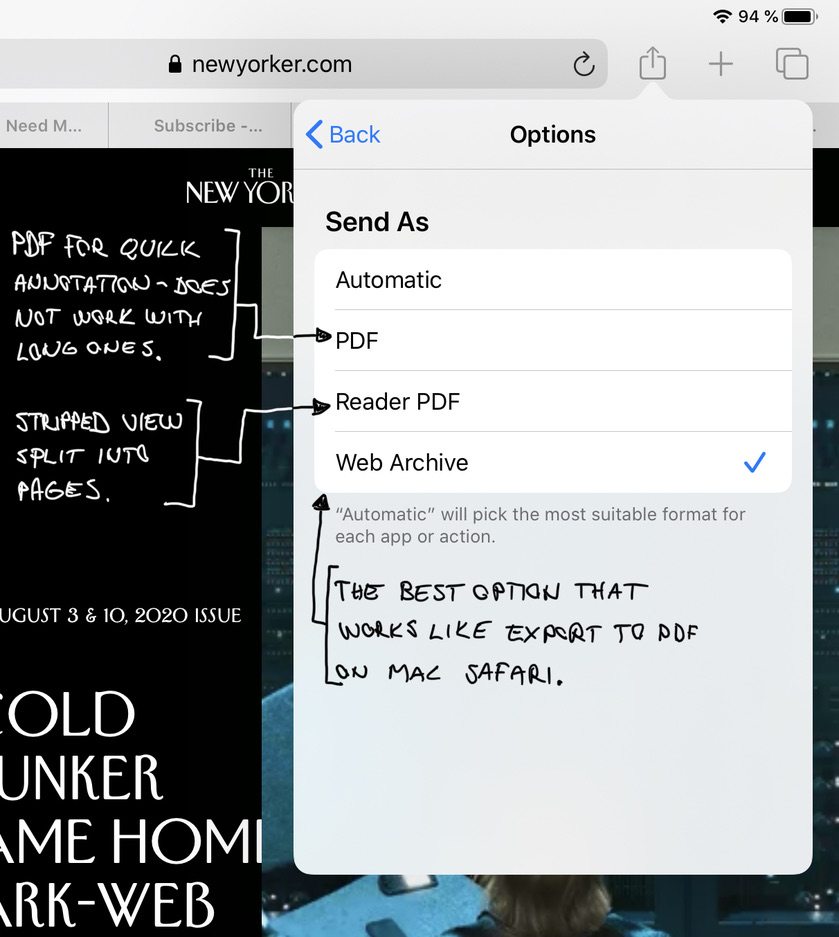 94 %
newyorker.com
Need M...
Subscribe -...
Back
Options
THE
NEW YOR
Send As
Automatic
PDF
Reader PDF
Web Archive
"Automatic" will pick the most suitable format for
each app or action.
PDF FOR QUICK
ANNOTATION - DOES
NOT WORK WITH
LONG ONES.
STRIPPED VIEW
SPLIT INTO
PAGES.
THE BEST OPTION THAT
WORKS LIKE EXPORT TO PDF
ON MAC SAFARI.
UGUST 3 & 10, 2020 ISSUE
COLD
UNKER
AME HOM
ARK-WEB